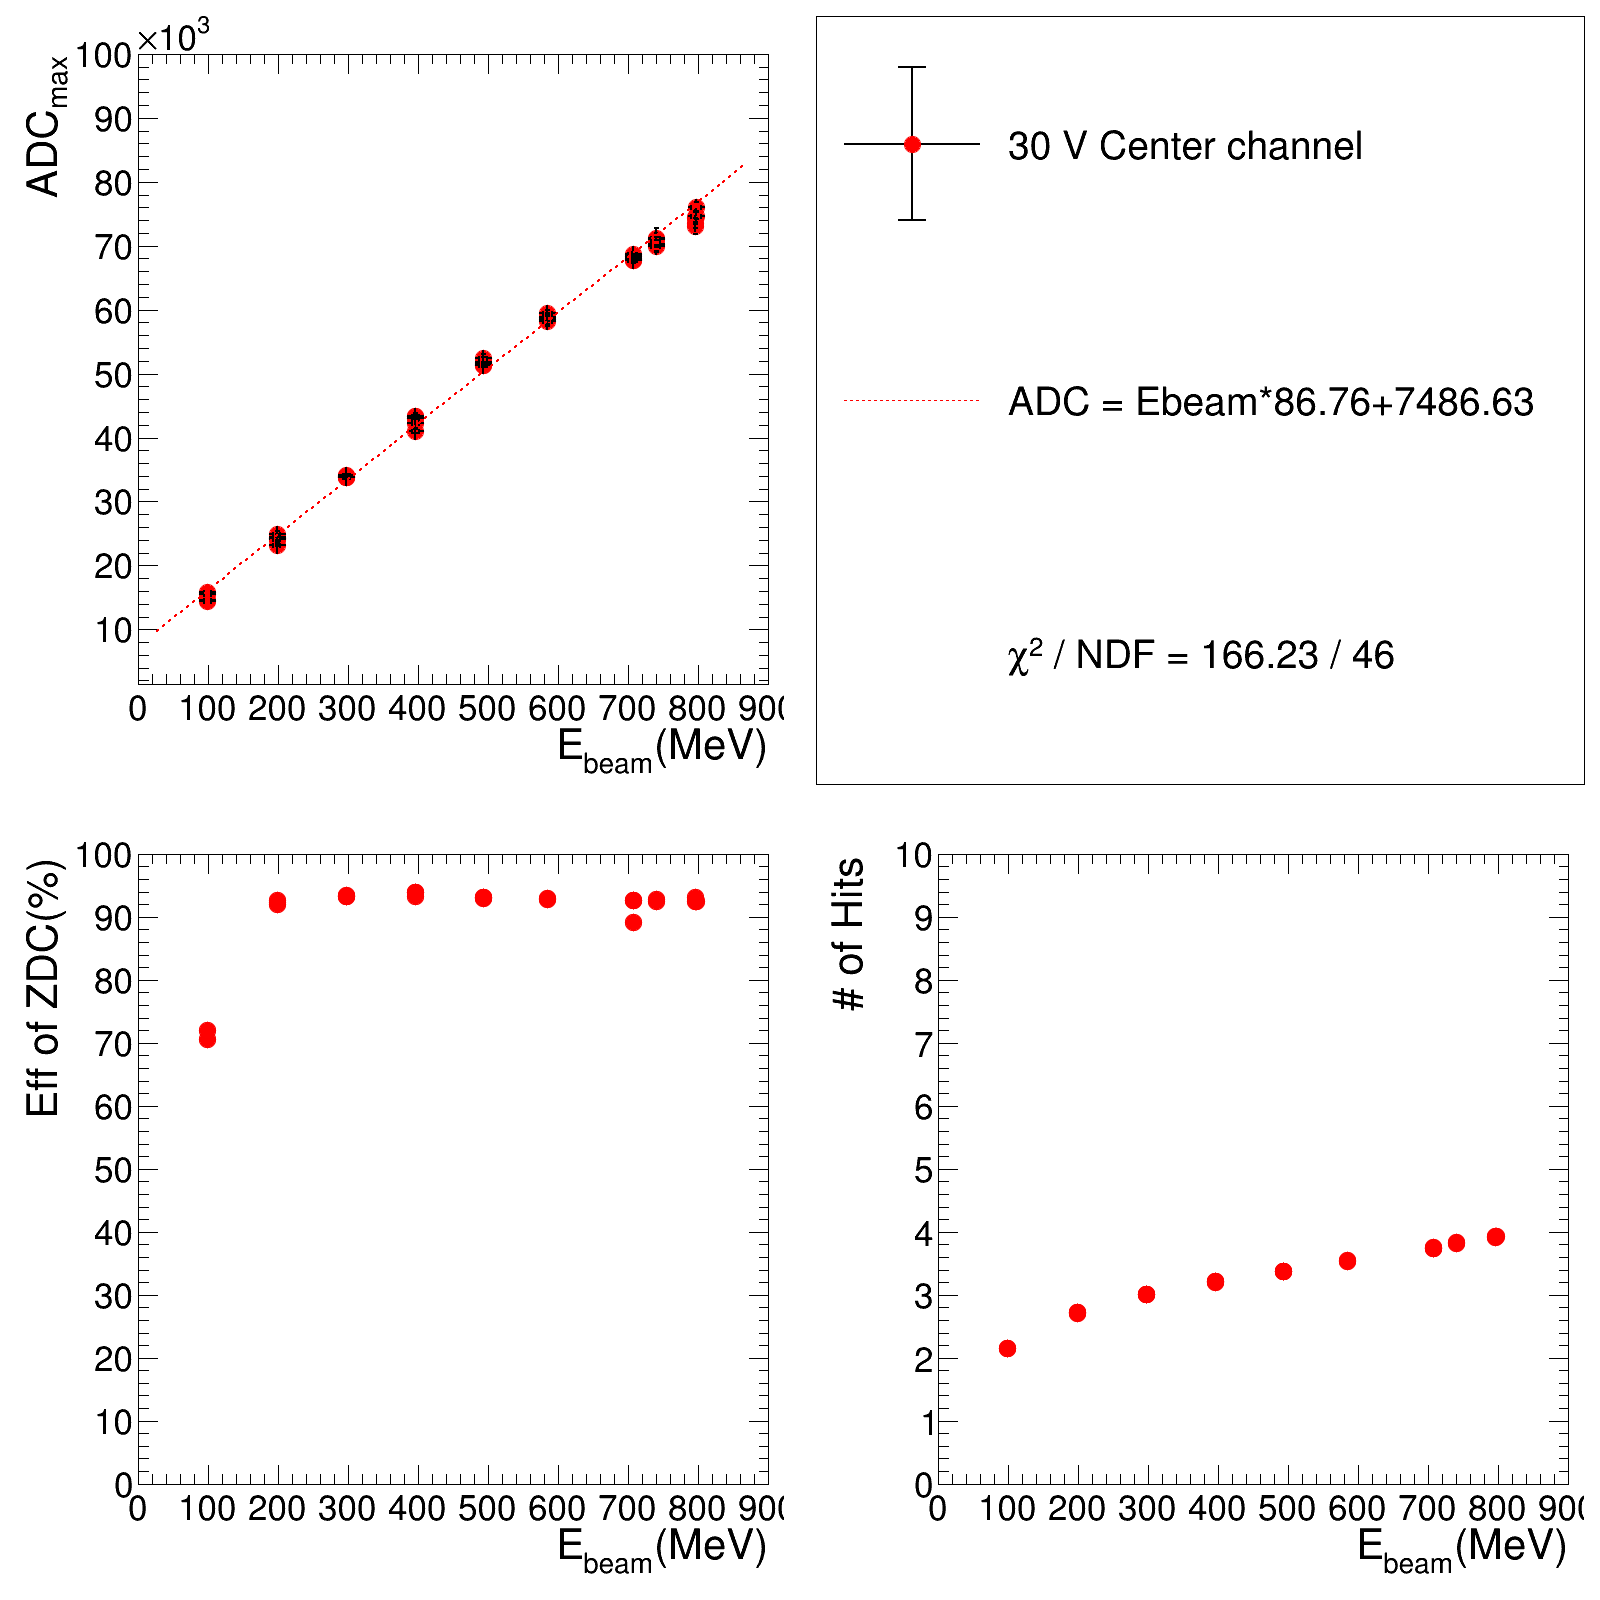 ×10³
ADCmax
100
90
80
70
60
50
40
30
20
10
0 100 200 300 400 500 600 700 800 900
Ebeam(MeV)
30 V Center channel
ADC = Ebeam*86.76+7486.63
χ² / NDF = 166.23 / 46
Eff of ZDC(%)
100
90
80
70
60
50
40
30
20
10
0
0 100 200 300 400 500 600 700 800 900
Ebeam(MeV)
# of Hits
10
9
8
7
6
5
4
3
2
1
0
0 100 200 300 400 500 600 700 800 900
Ebeam(MeV)